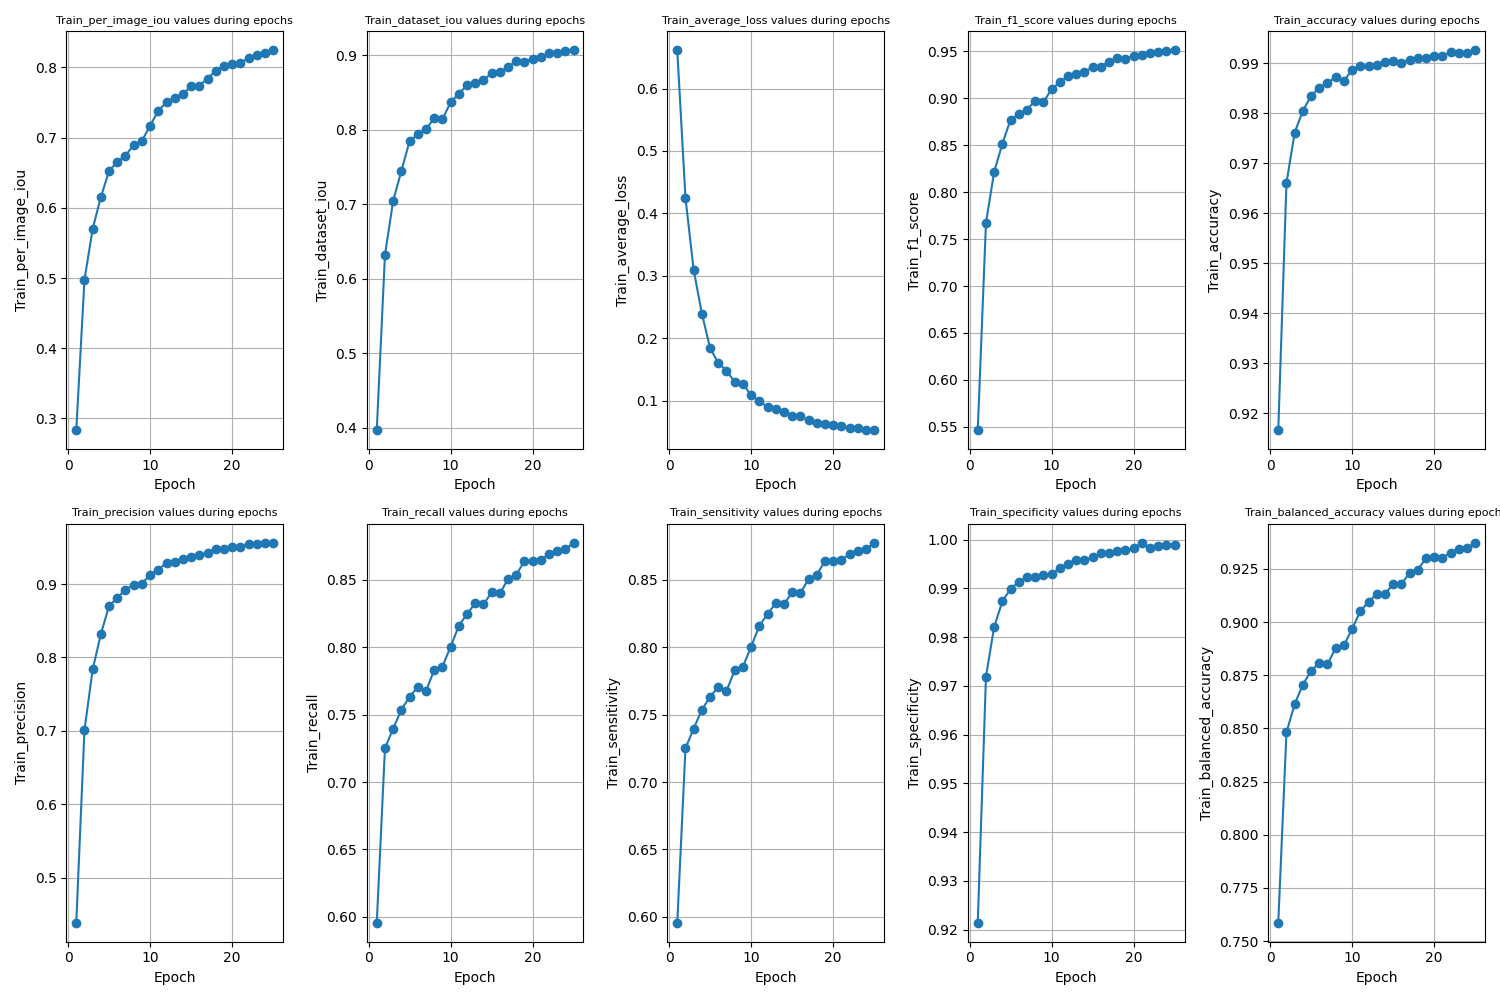 Train_per_image_iou values during epochs
Train_per_image_iou
0.8
0.7
0.6
0.5
0.4
0.3
0 10 20
Epoch
Train_dataset_iou values during epochs
Train_dataset_iou
0.9
0.8
0.7
0.6
0.5
0.4
0 10 20
Epoch
Train_average_loss values during epochs
Train_average_loss
0.6
0.5
0.4
0.3
0.2
0.1
0 10 20
Epoch
Train_f1_score values during epochs
Train_f1_score
0.95
0.90
0.85
0.80
0.75
0.70
0.65
0.60
0.55
0 10 20
Epoch
Train_accuracy values during epochs
Train_accuracy
0.99
0.98
0.97
0.96
0.95
0.94
0.93
0.92
0 10 20
Epoch
Train_precision values during epochs
Train_precision
0.9
0.8
0.7
0.6
0.5
0 10 20
Epoch
Train_recall values during epochs
Train_recall
0.85
0.80
0.75
0.70
0.65
0.60
0 10 20
Epoch
Train_sensitivity values during epochs
Train_sensitivity
0.85
0.80
0.75
0.70
0.65
0.60
0 10 20
Epoch
Train_specificity values during epochs
Train_specificity
1.00
0.99
0.98
0.97
0.96
0.95
0.94
0.93
0.92
0 10 20
Epoch
Train_balanced_accuracy values during epoch
Train_balanced_accuracy
0.925
0.900
0.875
0.850
0.825
0.800
0.775
0.750
0 10 20
Epoch